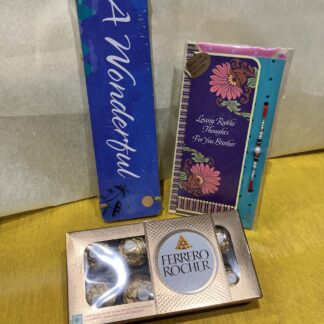 A Wonderful
Loving Rakhi
Thoughts
For You Brother
FERRERO
ROCHER